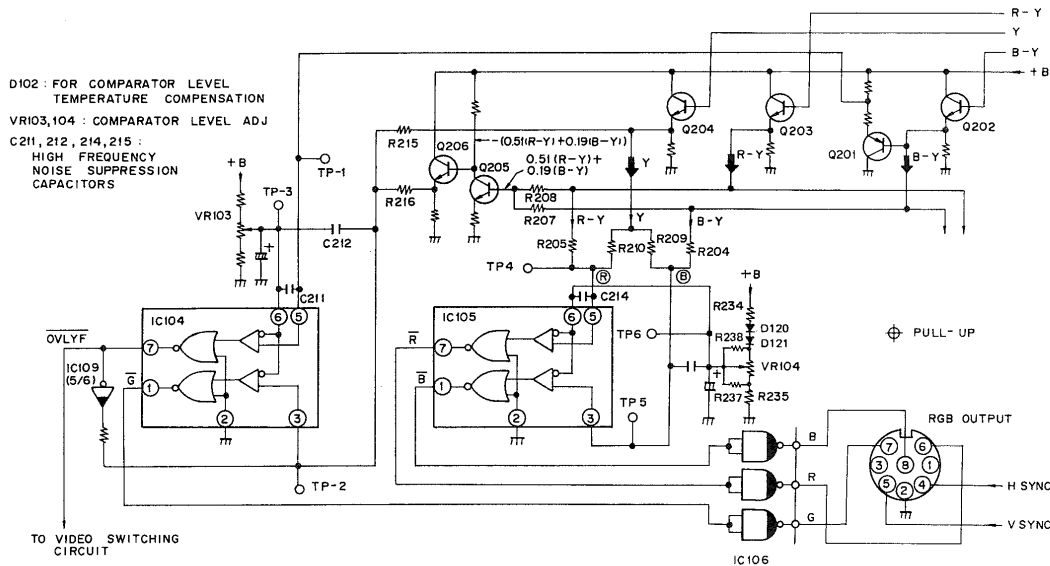 R-Y
Y
B-Y
+B
D102 : FOR COMPARATOR LEVEL
TEMPERATURE COMPENSATION
VR103,104 : COMPARATOR LEVEL ADJ
C211, 212, 214, 215 :
HIGH FREQUENCY
NOISE SUPPRESSION
CAPACITORS
Q204
Q203
Q202
Q201
R215
Q206
-(0.51(R-Y)+0.19(B-Y))
Q205
0.51(R-Y)+
0.19(B-Y)
Y
R-Y
B-Y
+B
TP-3
TP-1
R216
R208
R207
VR103
+
C212
R-Y
Y
B-Y
R205
R210
R209
R204
TP4
R
B
+B
C211
C214
R234
OVLYF
IC104
6
5
IC105
6
5
TP6
R238
D120
D121
PULL-UP
7
R
7
+
VR104
IC109
(5/6)
G
1
B
1
R237
R235
2
3
2
3
TP5
RGB OUTPUT
B
7
6
3
8
1
R
5
4
2
H SYNC
TP-2
G
V SYNC
TO VIDEO SWITCHING
CIRCUIT
IC106